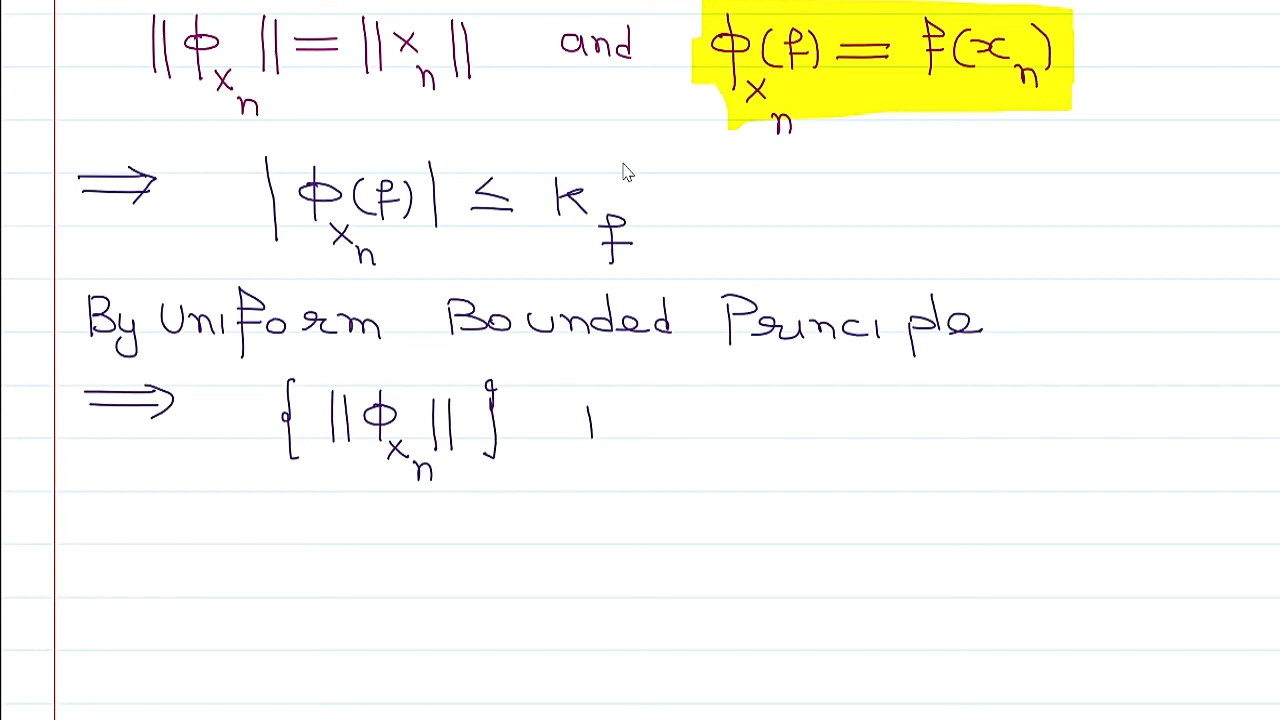 ||ϕ_{x_n}|| = ||x_n|| and ϕ_{x_n}(f) = f(x_n)
⟹ |ϕ_{x_n}(f)| ≤ k_f
By Uniform Bounded Principle
⟹ {||ϕ_{x_n}||}